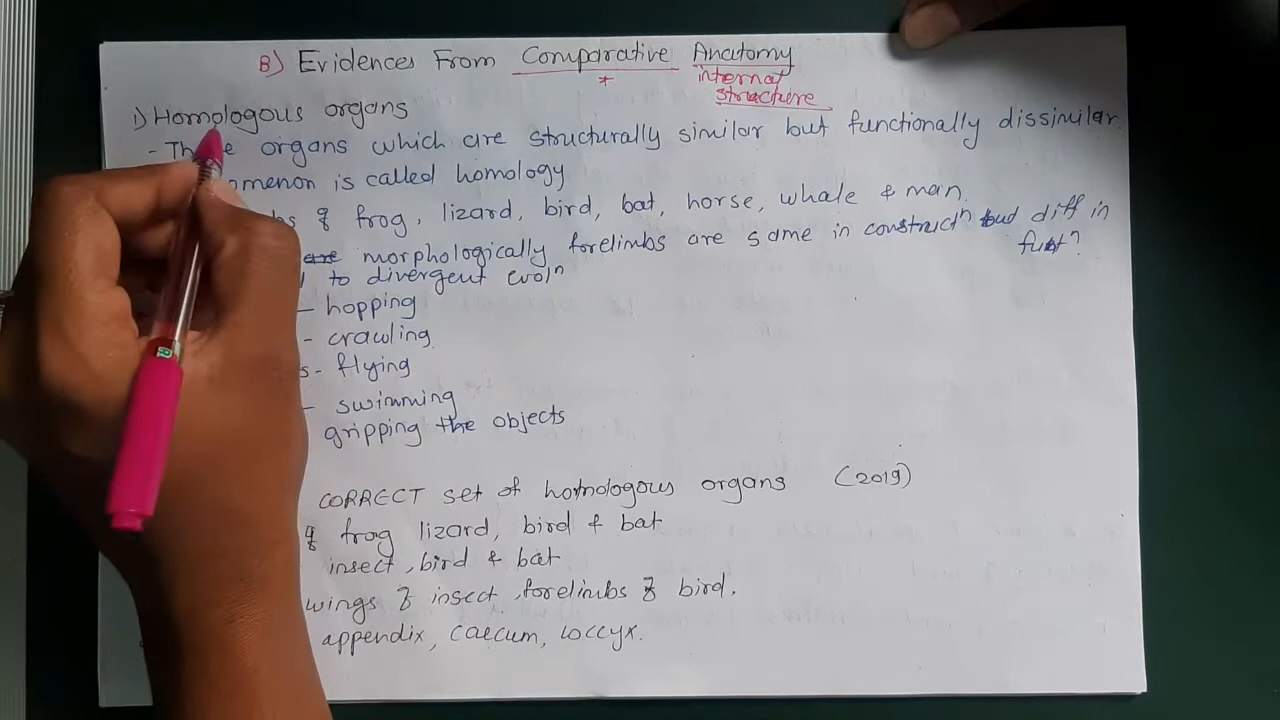 B) Evidences From Comparative Anatomy
* internal
structure
1) Homologous organs
- organs which are structurally similar but functionally dissimilar.
is called homology
frog, lizard, bird, bat, horse, whale & man.
are morphologically forelimbs are same in constructⁿ but diff in
functⁿ
to divergent evolⁿ
- hopping
- crawling
- flying
- swimming
gripping the objects
CORRECT set of homologous organs (2019)
frog lizard, bird & bat
insect, bird & bat
wings of insect, forelimbs of bird.
appendix, caecum, coccyx.